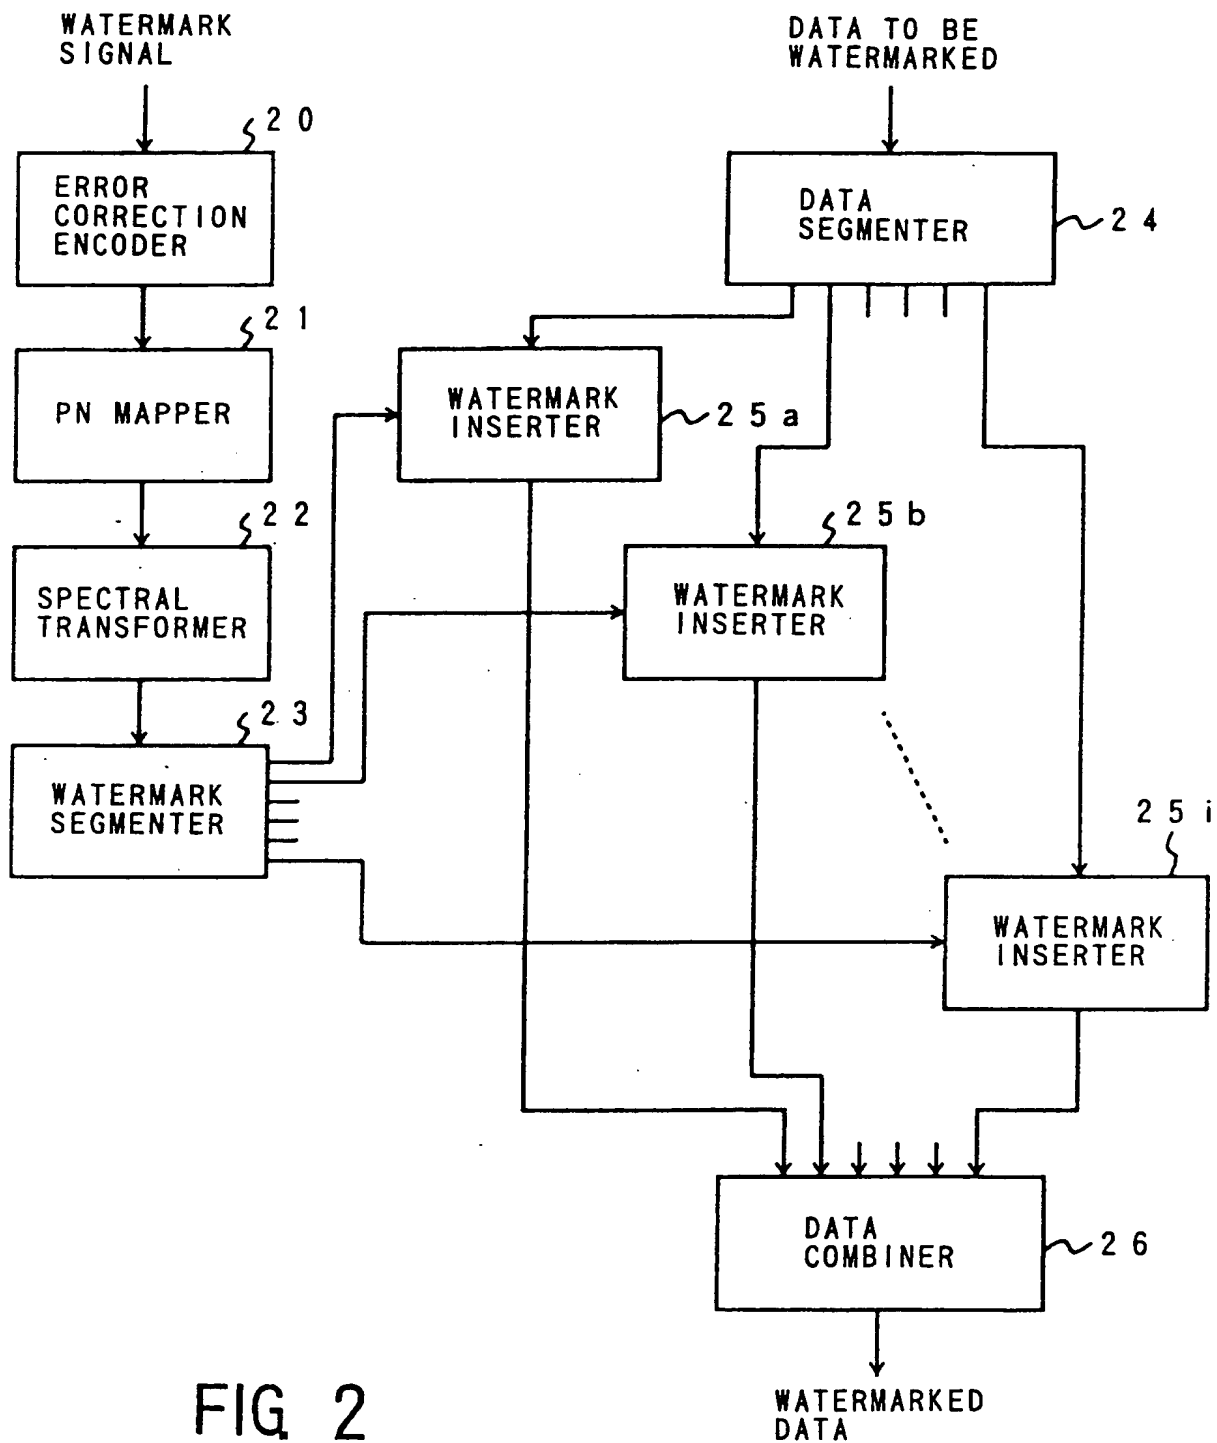 WATERMARK
SIGNAL
DATA TO BE
WATERMARKED
20
ERROR
CORRECTION
ENCODER
DATA
SEGMENTER
24
21
PN MAPPER
WATERMARK
INSERTER
25a
22
SPECTRAL
TRANSFORMER
25b
WATERMARK
INSERTER
23
WATERMARK
SEGMENTER
25i
WATERMARK
INSERTER
DATA
COMBINER
26
WATERMARKED
DATA
FIG. 2